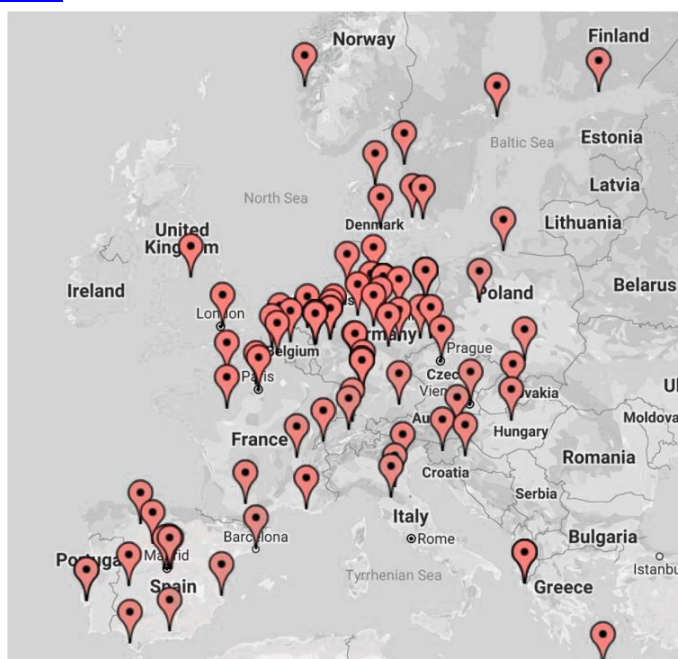 Norway
Finland
Baltic Sea
Estonia
Latvia
North Sea
Denmark
Lithuania
United
Kingdom
Ireland
Poland
Belarus
London
Germany
Belgium
Prague
Paris
Czec
Vien
vakia
Au
Hungary
Moldova
France
Romania
Croatia
Serbia
Italy
Barcelona
Rome
Bulgaria
Portuga
Madrid
Istanbu
Spain
Tyrrhenian Sea
Greece